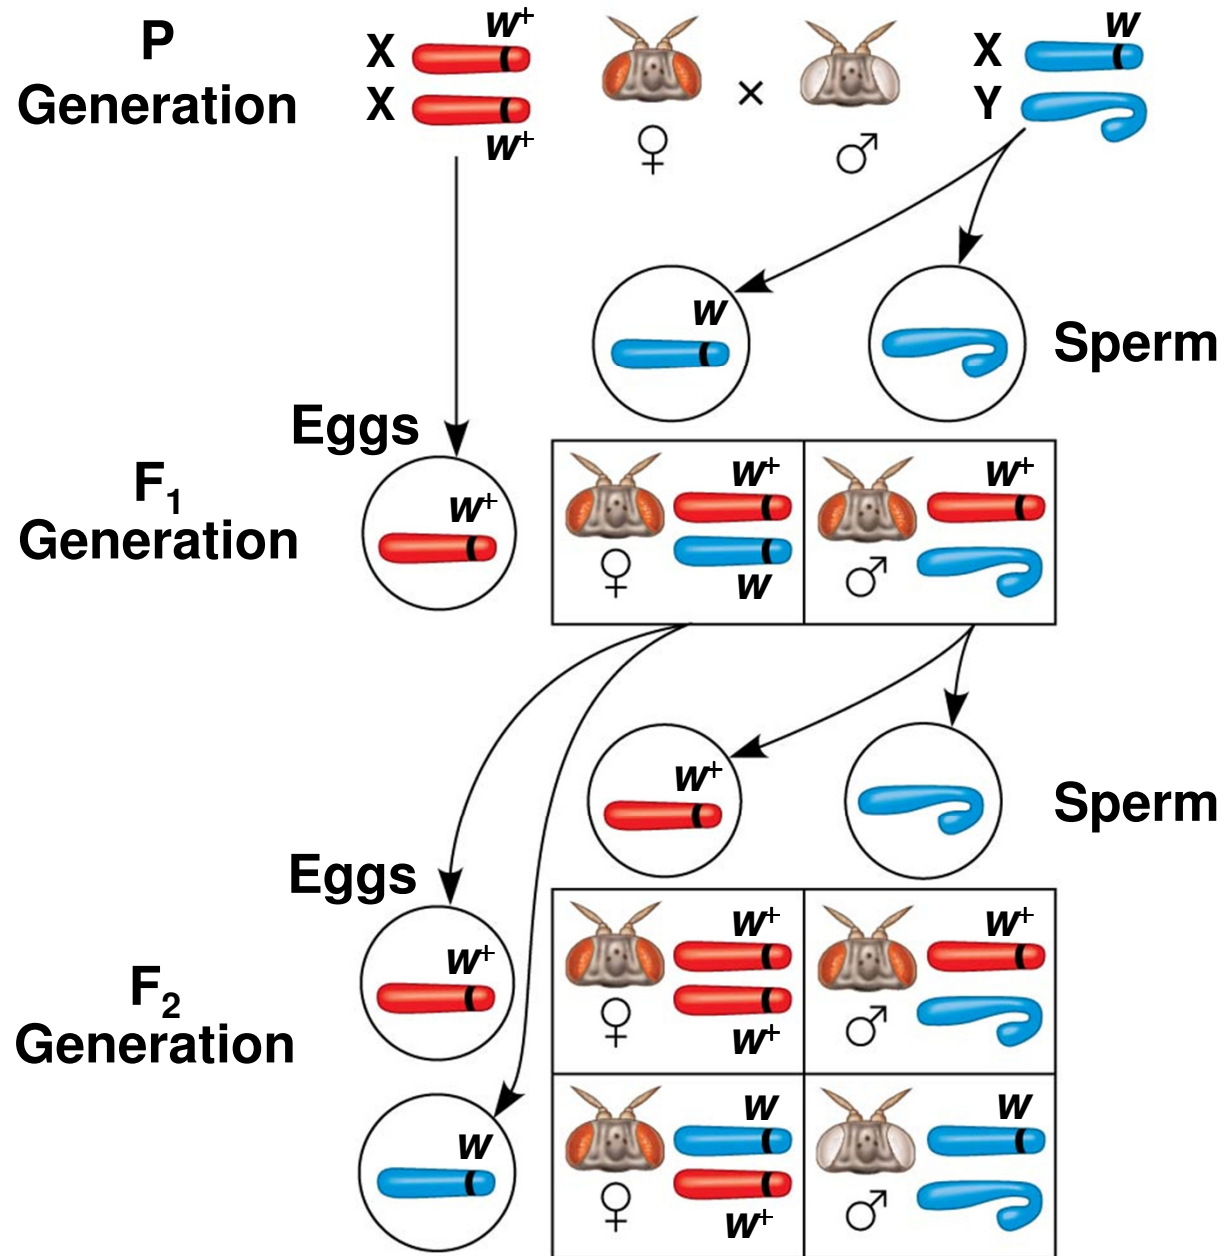 P
Generation
X
w+
X
w+
×
♀
♂
X
w
Y
w
Sperm
Eggs
F1
Generation
w+
w+
♀
w
w+
♂
w+
Sperm
Eggs
F2
Generation
w+
w+
♀
w+
w+
♂
w
w
♀
w+
w
♂